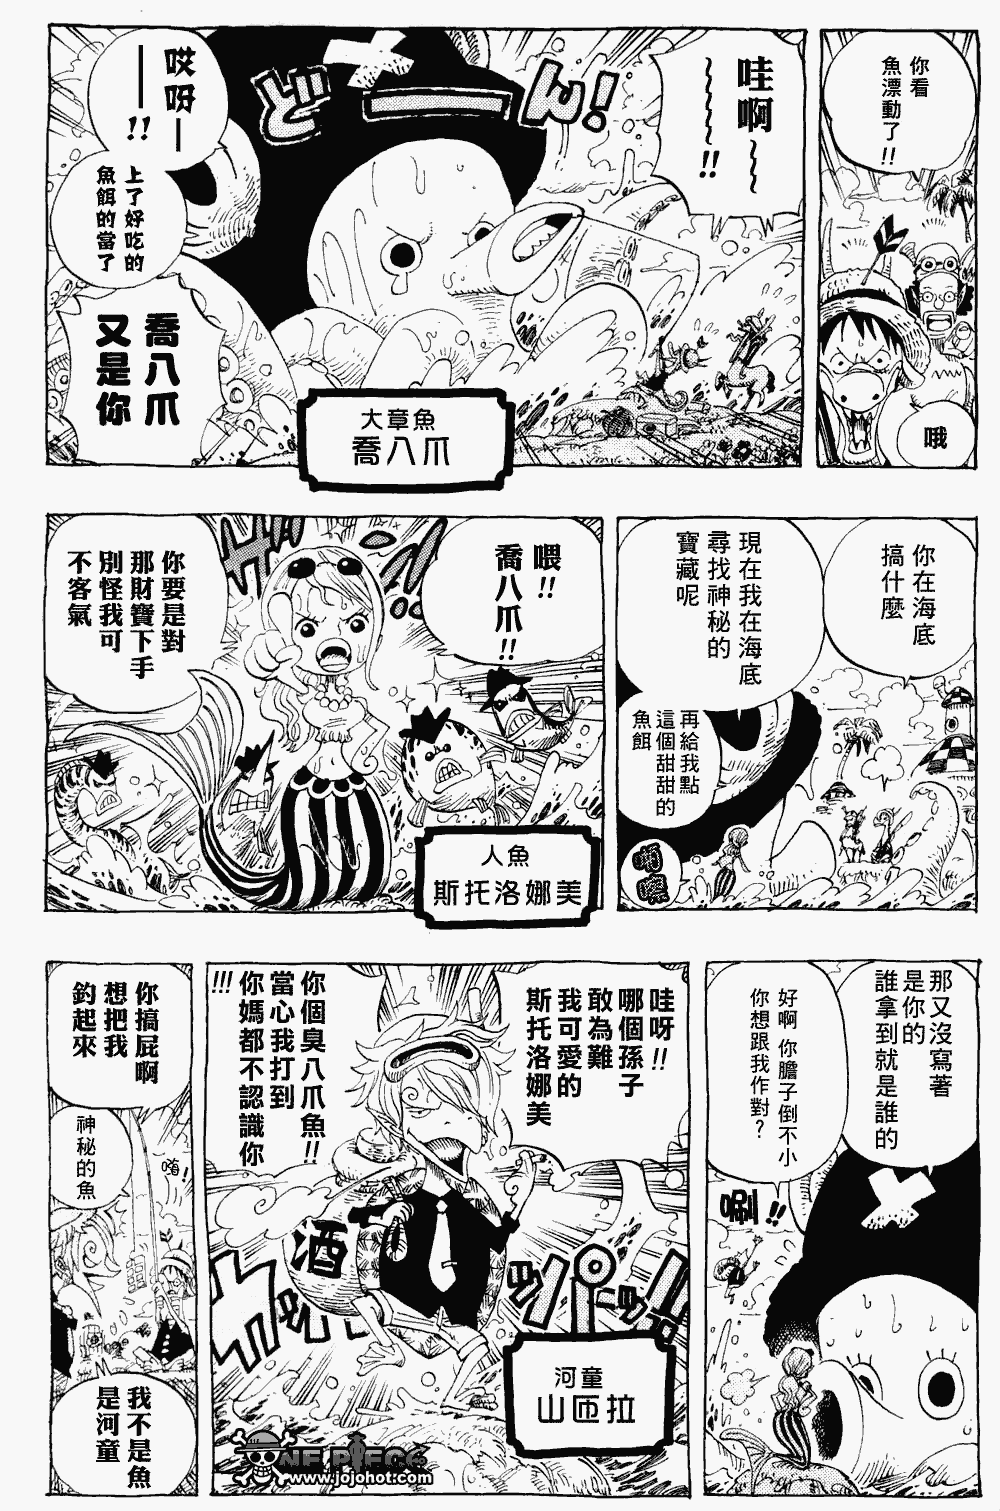 你看
魚漂動了!!
哦
哇啊~~~!!
どーん!
哎呀——!!
上了好吃的
魚餌的當了
喬八爪
又是你
大章魚
喬八爪
你在海底
搞什麼
現在我在海底
尋找神秘的
寶藏呢
再給我點
這個甜甜的
魚餌
喂!!
喬八爪!!
你要是對
那財寶下手
別怪我可
不客氣
人魚
斯托洛娜美
那又沒寫著
是你的
誰拿到就是誰的
好啊 你膽子倒不小
你想跟我作對?
哇呀!!
哪個孫子
敢為難
我可愛的
斯托洛娜美
你個臭八爪魚!!
當心我打到
你媽都不認識你
!!!
酒
河童
山匝拉
你搞屁啊
想把我
釣起來
嗨!
神秘的魚
我不是魚
是河童
ONE PIECE
www.jojohot.com